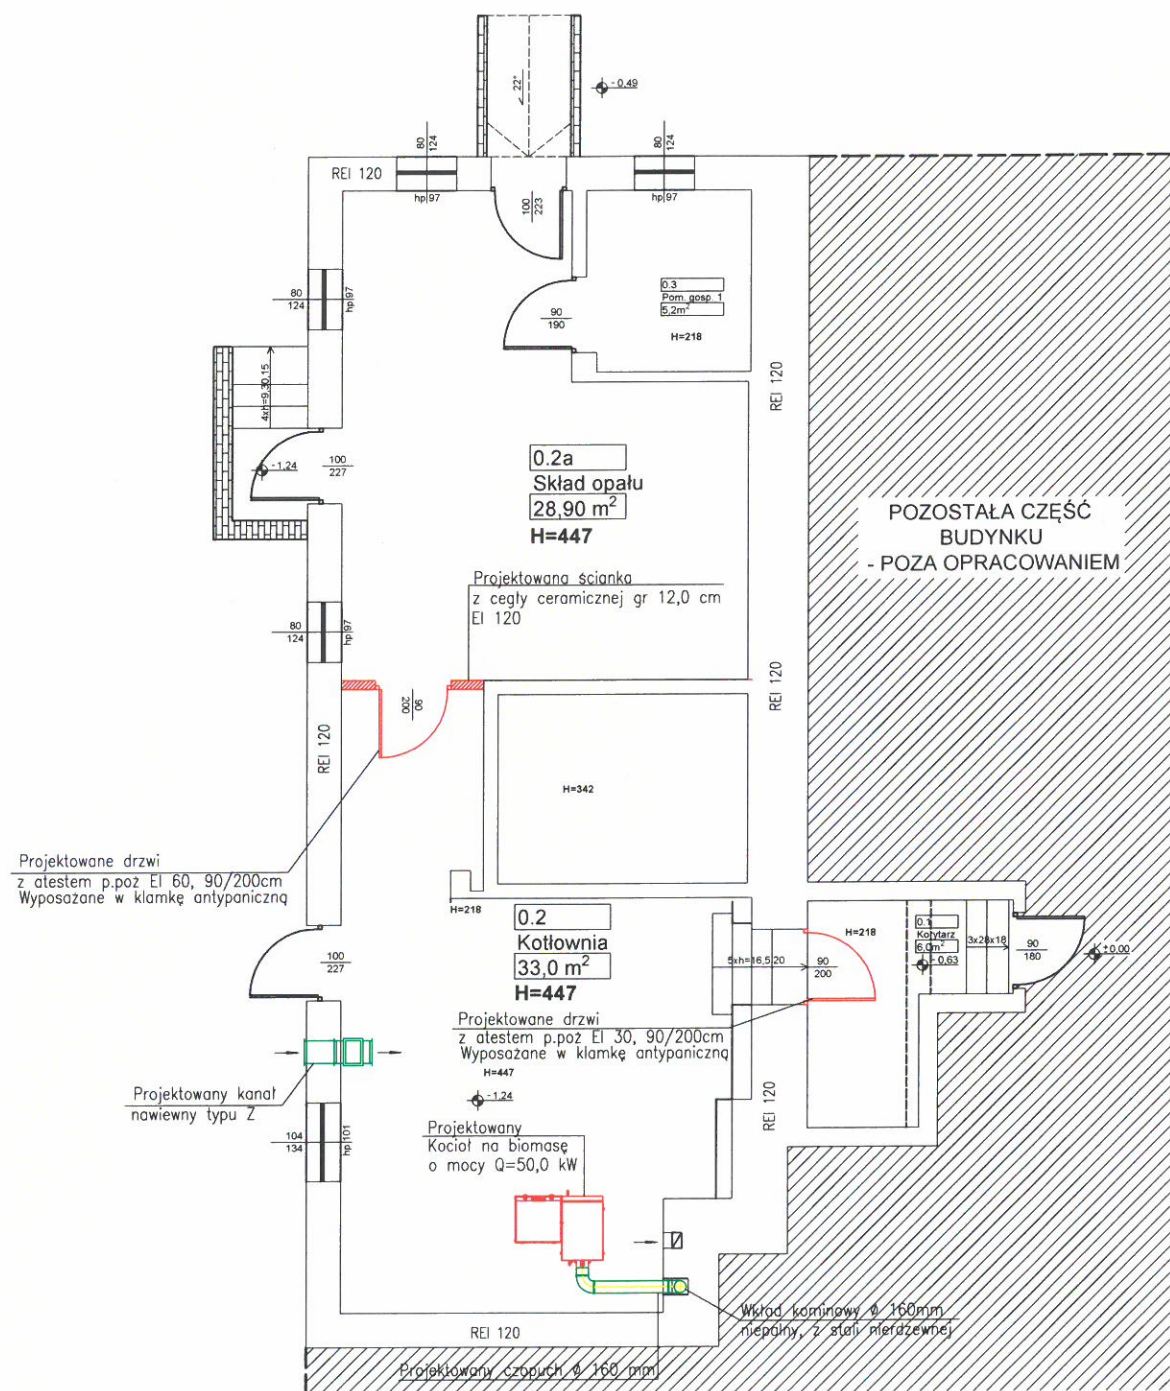 22°
- 0,49
80
124
80
124
REI 120
hp|97
100
223
hp|97
80
124
hp|97
90
190
0.3
Pom. gosp. 1
5,2m²
H=218
REI 120
4xh=9,30,15
- 1,24
100
227
0.2a
Skład opału
28,90 m²
H=447
POZOSTAŁA CZĘŚĆ
BUDYNKU
- POZA OPRACOWANIEM
Projektowana ścianka
z cegły ceramicznej gr 12,0 cm
EI 120
80
124
hp|97
90
200
REI 120
REI 120
H=342
Projektowane drzwi
z atestem p.poż EI 60, 90/200cm
Wyposażane w klamkę antypaniczną
H=218
0.2
Kotłownia
33,0 m²
H=447
100
227
5xh=16,5,20
90
200
H=218
0.1
Korytarz
6,0m²
- 0,63
3x28x18
90
180
±0,00
Projektowane drzwi
z atestem p.poż EI 30, 90/200cm
Wyposażane w klamkę antypaniczną
H=447
-1,24
Projektowany kanał
nawiewny typu Z
REI 120
104
134
hp|101
Projektowany
Kocioł na biomasę
o mocy Q=50,0 kW
Wkład kominowy Ø 160mm
niepalny, z stali nierdzewnej
REI 120
Projektowany czopuch Ø 160 mm